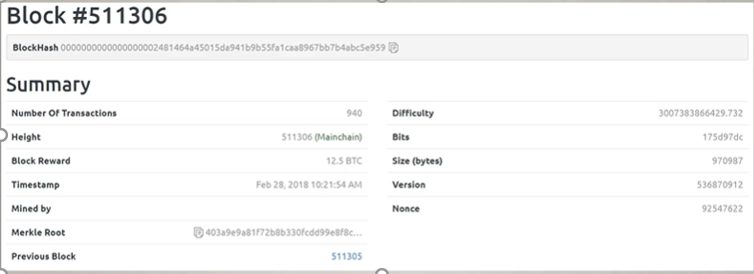 Block #511306
BlockHash 0000000000000000002481464a45015da941b9b55fa1caa8967bb7b4abc5e959
Summary
Number Of Transactions 940
Height 511306 (Mainchain)
Block Reward 12.5 BTC
Timestamp Feb 28, 2018 10:21:54 AM
Mined by
Merkle Root 403a9e9a81f72b8b330fcdd99e8f8c...
Previous Block 511305
Difficulty 3007383866429.732
Bits 175d97dc
Size (bytes) 970987
Version 536870912
Nonce 92547622